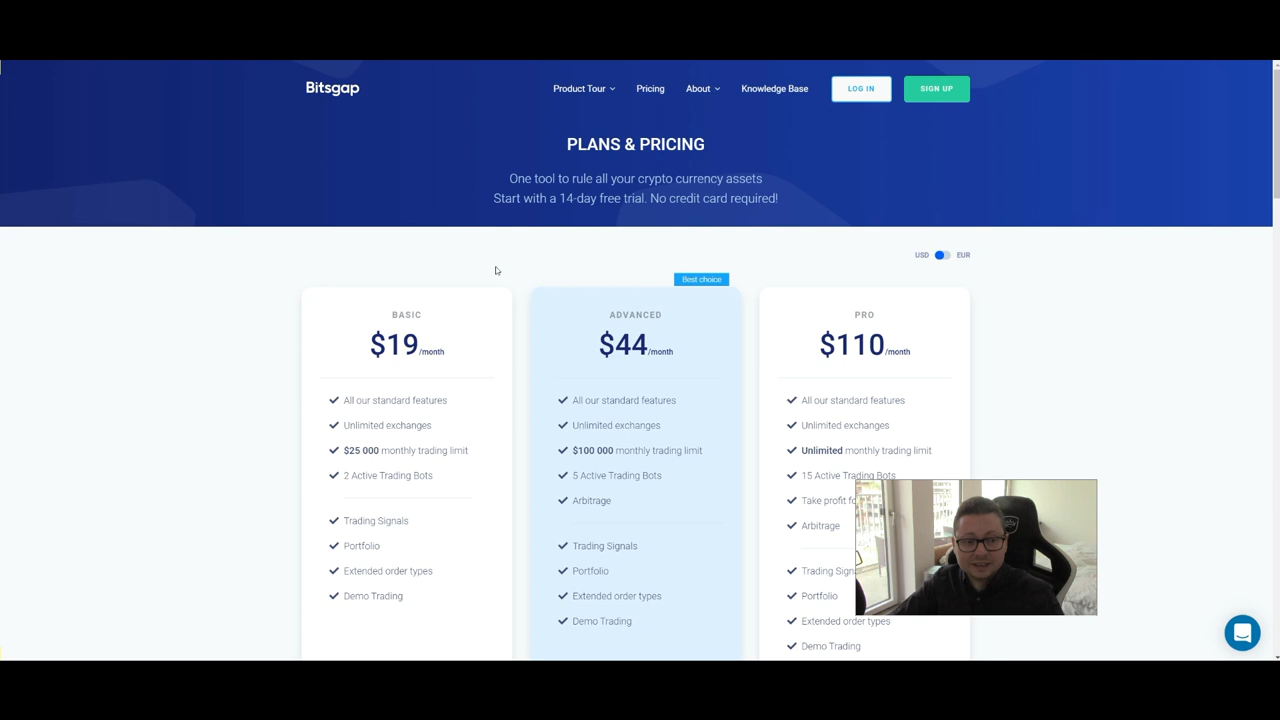 Bitsgap
Product Tour
Pricing
About
Knowledge Base
LOG IN
SIGN UP
PLANS & PRICING
One tool to rule all your crypto currency assets
Start with a 14-day free trial. No credit card required!
USD
EUR
Best choice
BASIC
$19/month
All our standard features
Unlimited exchanges
$25 000 monthly trading limit
2 Active Trading Bots
Trading Signals
Portfolio
Extended order types
Demo Trading
ADVANCED
$44/month
All our standard features
Unlimited exchanges
$100 000 monthly trading limit
5 Active Trading Bots
Arbitrage
Trading Signals
Portfolio
Extended order types
Demo Trading
PRO
$110/month
All our standard features
Unlimited exchanges
Unlimited monthly trading limit
15 Active Trading Bots
Take profit
Arbitrage
Trading
Portfolio
Extended order types
Demo Trading